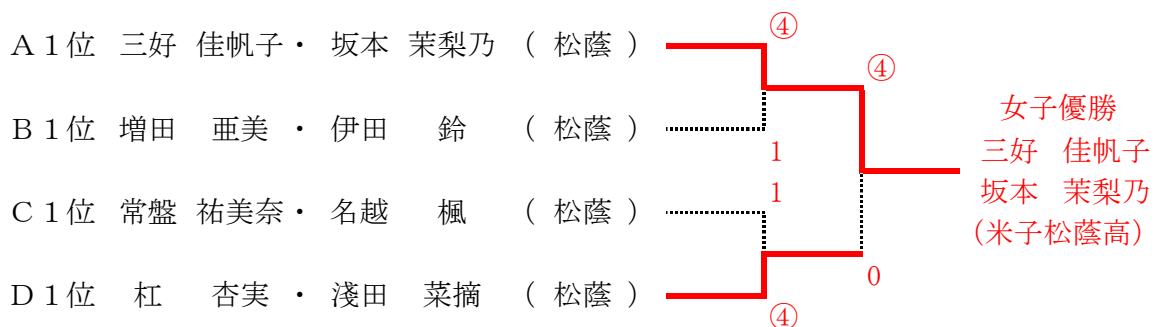 ④
A1位 三好 佳帆子・ 坂本 茉梨乃 ( 松蔭 )
④
女子優勝
B1位 増田 亜美 ・ 伊田 鈴 ( 松蔭 )
1
三好 佳帆子
1
坂本 茉梨乃
C1位 常盤 祐美奈・ 名越 楓 ( 松蔭 )
(米子松蔭高)
0
D1位 杠 杏実 ・ 淺田 菜摘 ( 松蔭 )
④